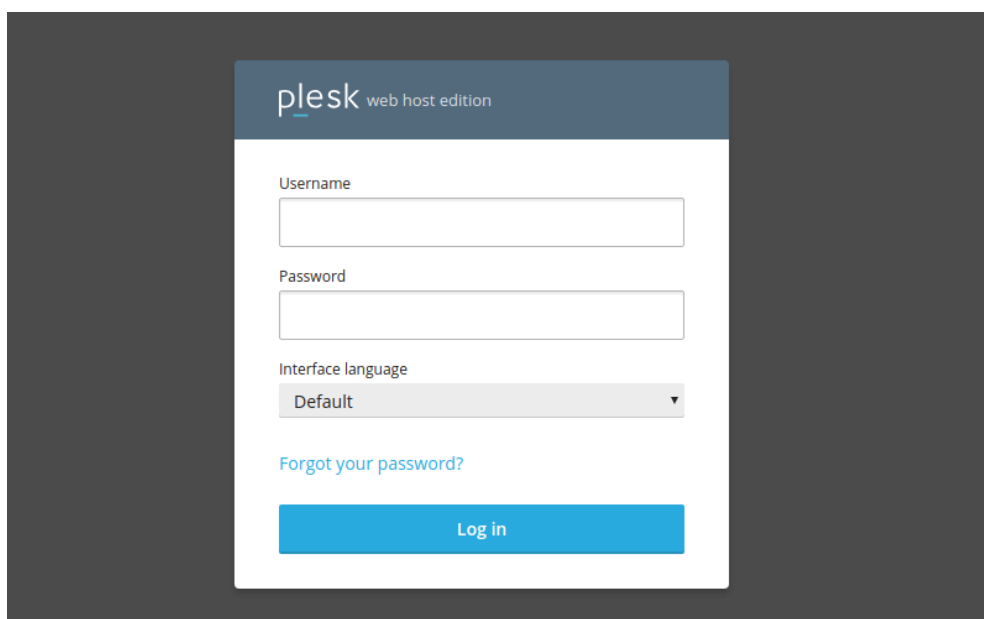 plesk web host edition
Username
Password
Interface language
Default
Forgot your password?
Log in